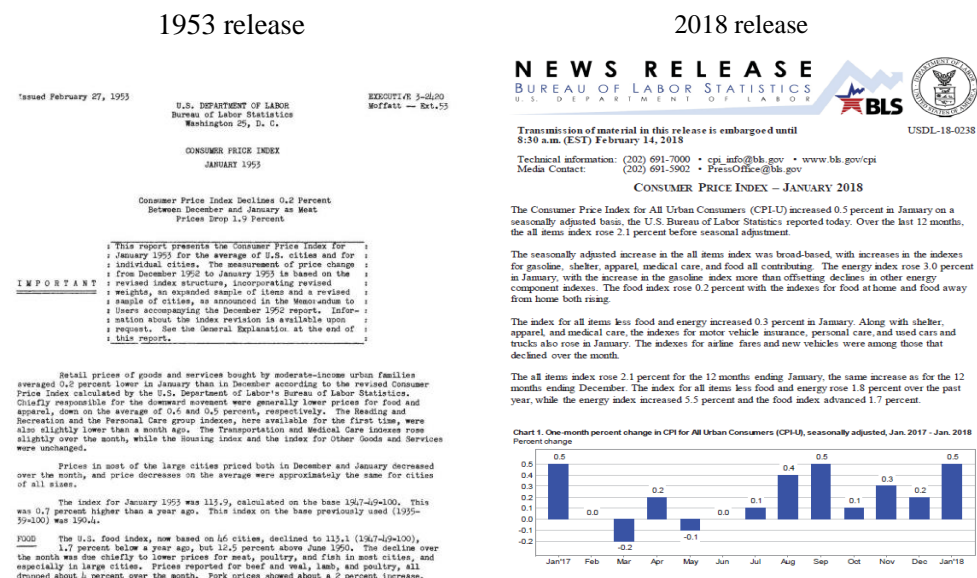 1953 release
Issued February 27, 1953
EXECUTIVE 3-2420
Moffatt -- Ext.53
U.S. DEPARTMENT OF LABOR
Bureau of Labor Statistics
Washington 25, D. C.
CONSUMER PRICE INDEX
JANUARY 1953
Consumer Price Index Declines 0.2 Percent
Between December and January as Meat
Prices Drop 1.9 Percent
IMPORTANT
: This report presents the Consumer Price Index for :
: January 1953 for the average of U.S. cities and for :
: individual cities. The measurement of price change :
: from December 1952 to January 1953 is based on the :
: revised index structure, incorporating revised :
: weights, an expanded sample of items and a revised :
: sample of cities, as announced in the Memorandum to :
: Users accompanying the December 1952 report. Infor- :
: mation about the index revision is available upon :
: request. See the General Explanation at the end of :
: this report. :
Retail prices of goods and services bought by moderate-income urban families
averaged 0.2 percent lower in January than in December according to the revised Consumer
Price Index calculated by the U.S. Department of Labor's Bureau of Labor Statistics.
Chiefly responsible for the downward movement were generally lower prices for food and
apparel, down on the average of 0.6 and 0.5 percent, respectively. The Reading and
Recreation and the Personal Care group indexes, here available for the first time, were
also slightly lower than a month ago. The Transportation and Medical Care indexes rose
slightly over the month, while the Housing index and the index for Other Goods and Services
were unchanged.
Prices in most of the large cities priced both in December and January decreased
over the month, and price decreases on the average were approximately the same for cities
of all sizes.
The index for January 1953 was 113.9, calculated on the base 1947-49=100. This
was 0.7 percent higher than a year ago. This index on the base previously used (1935-
39=100) was 190.4.
FOOD The U.S. food index, now based on 46 cities, declined to 113.1 (1947-49=100),
1.7 percent below a year ago, but 12.5 percent above June 1950. The decline over
the month was due chiefly to lower prices for meat, poultry, and fish in most cities, and
especially in large cities. Prices reported for beef and veal, lamb, and poultry, all
dropped about 4 percent over the month. Pork prices showed about a 2 percent increase.
2018 release
NEWS RELEASE
BUREAU OF LABOR STATISTICS
U.S. DEPARTMENT OF LABOR
BLS
Transmission of material in this release is embargoed until
8:30 a.m. (EST) February 14, 2018
USDL-18-0238
Technical information: (202) 691-7000 • cpi_info@bls.gov • www.bls.gov/cpi
Media Contact: (202) 691-5902 • PressOffice@bls.gov
CONSUMER PRICE INDEX – JANUARY 2018
The Consumer Price Index for All Urban Consumers (CPI-U) increased 0.5 percent in January on a
seasonally adjusted basis, the U.S. Bureau of Labor Statistics reported today. Over the last 12 months,
the all items index rose 2.1 percent before seasonal adjustment.
The seasonally adjusted increase in the all items index was broad-based, with increases in the indexes
for gasoline, shelter, apparel, medical care, and food all contributing. The energy index rose 3.0 percent
in January, with the increase in the gasoline index more than offsetting declines in other energy
component indexes. The food index rose 0.2 percent with the indexes for food at home and food away
from home both rising.
The index for all items less food and energy increased 0.3 percent in January. Along with shelter,
apparel, and medical care, the indexes for motor vehicle insurance, personal care, and used cars and
trucks also rose in January. The indexes for airline fares and new vehicles were among those that
declined over the month.
The all items index rose 2.1 percent for the 12 months ending January, the same increase as for the 12
months ending December. The index for all items less food and energy rose 1.8 percent over the past
year, while the energy index increased 5.5 percent and the food index advanced 1.7 percent.
Chart 1. One-month percent change in CPI for All Urban Consumers (CPI-U), seasonally adjusted, Jan. 2017 - Jan. 2018
Percent change
0.5
0.4
0.3
0.2
0.1
0.0
-0.1
-0.2
0.5 0.0 -0.2 0.2 -0.1 0.0 0.1 0.4 0.5 0.1 0.3 0.2 0.5
Jan'17 Feb Mar Apr May Jun Jul Aug Sep Oct Nov Dec Jan'18